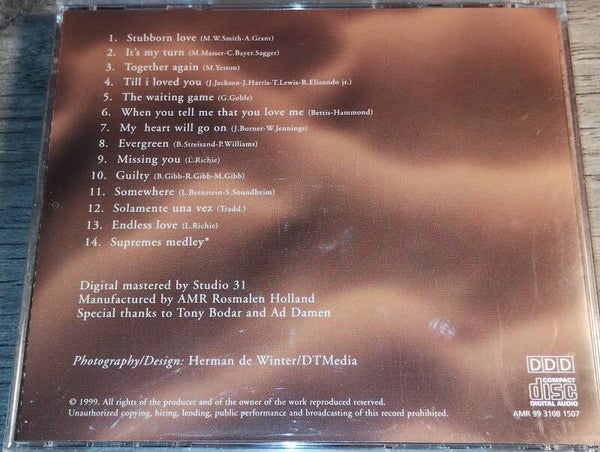 1. Stubborn love (M.W.Smith-A.Grant)
2. It's my turn (M.Masser-C.Bayer.Sagger)
3. Together again (M.Yeston)
4. Till i loved you (J.Jackson-J.Harris-T.Lewis-R.Elizondo jr.)
5. The waiting game (G.Goble)
6. When you tell me that you love me (Bettis-Hammond)
7. My heart will go on (J.Borner-W.Jennings)
8. Evergreen (B.Streisand-P.Williams)
9. Missing you (L.Richie)
10. Guilty (B.Gibb-R.Gibb-M.Gibb)
11. Somewhere (L.Bernstein-S.Soundheim)
12. Solamente una vez (Tradd.)
13. Endless love (L.Richie)
14. Supremes medley*
Digital mastered by Studio 31
Manufactured by AMR Rosmalen Holland
Special thanks to Tony Bodar and Ad Damen
Photography/Design: Herman de Winter/DTMedia
DDD
COMPACT
disc
DIGITAL AUDIO
© 1999. All rights of the producer and of the owner of the work reproduced reserved.
Unauthorized copying, hiring, lending, public performance and broadcasting of this record prohibited.
AMR 99 3108 1507